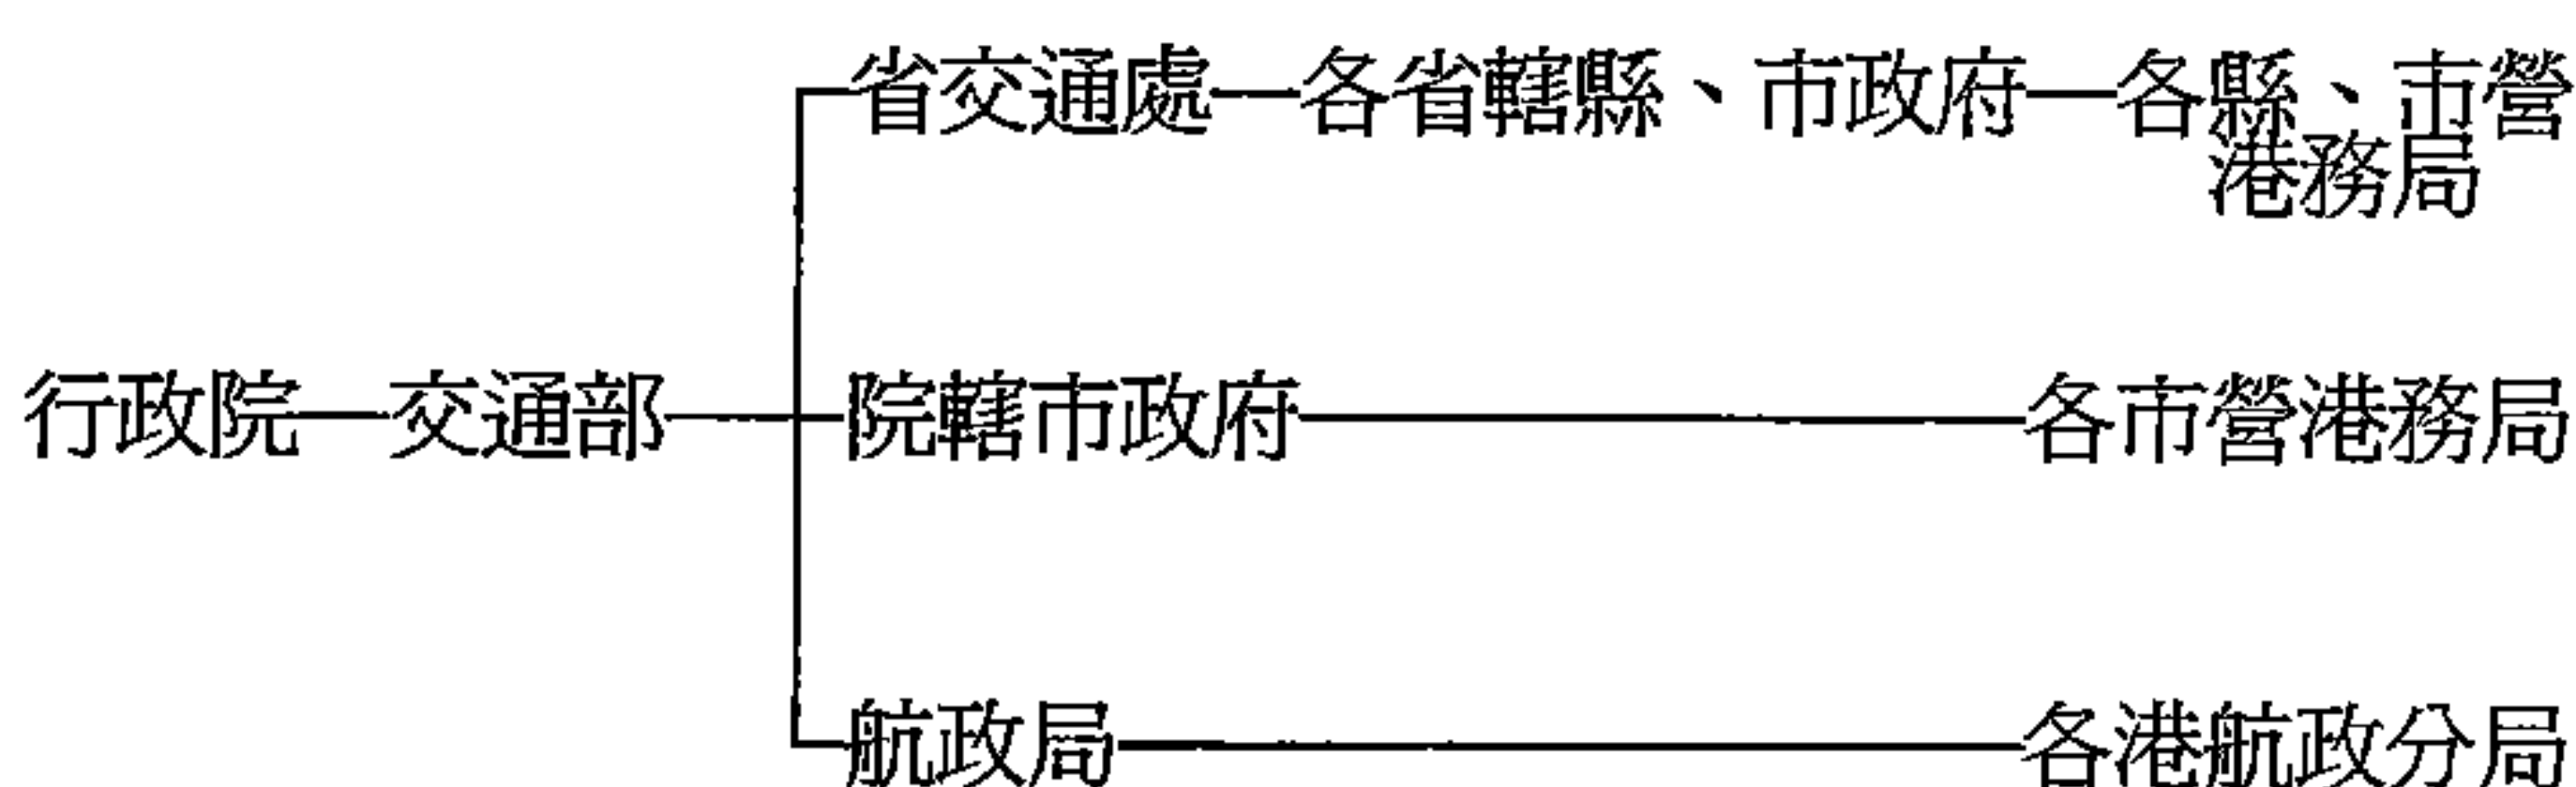 省交通處—各省轄縣、市政府—各縣、市營
港務局
行政院—交通部—院轄市政府—各市營港務局
航政局—各港航政分局